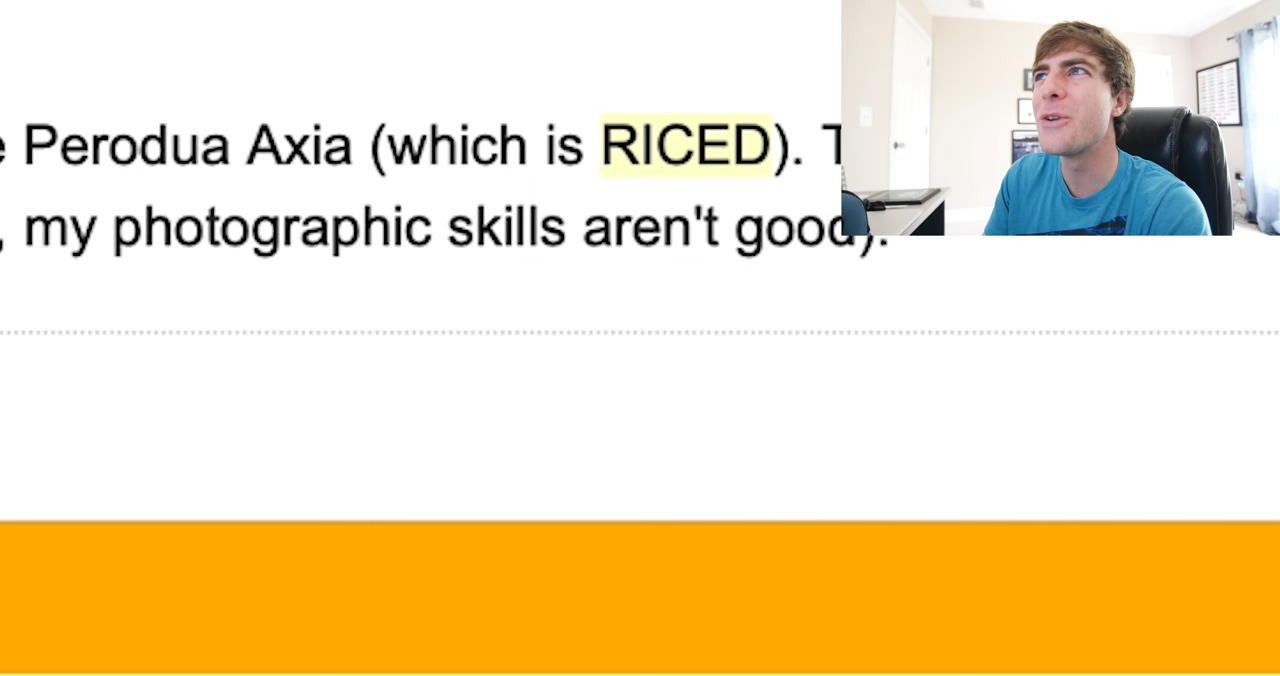 e Perodua Axia (which is RICED). T
, my photographic skills aren't good).